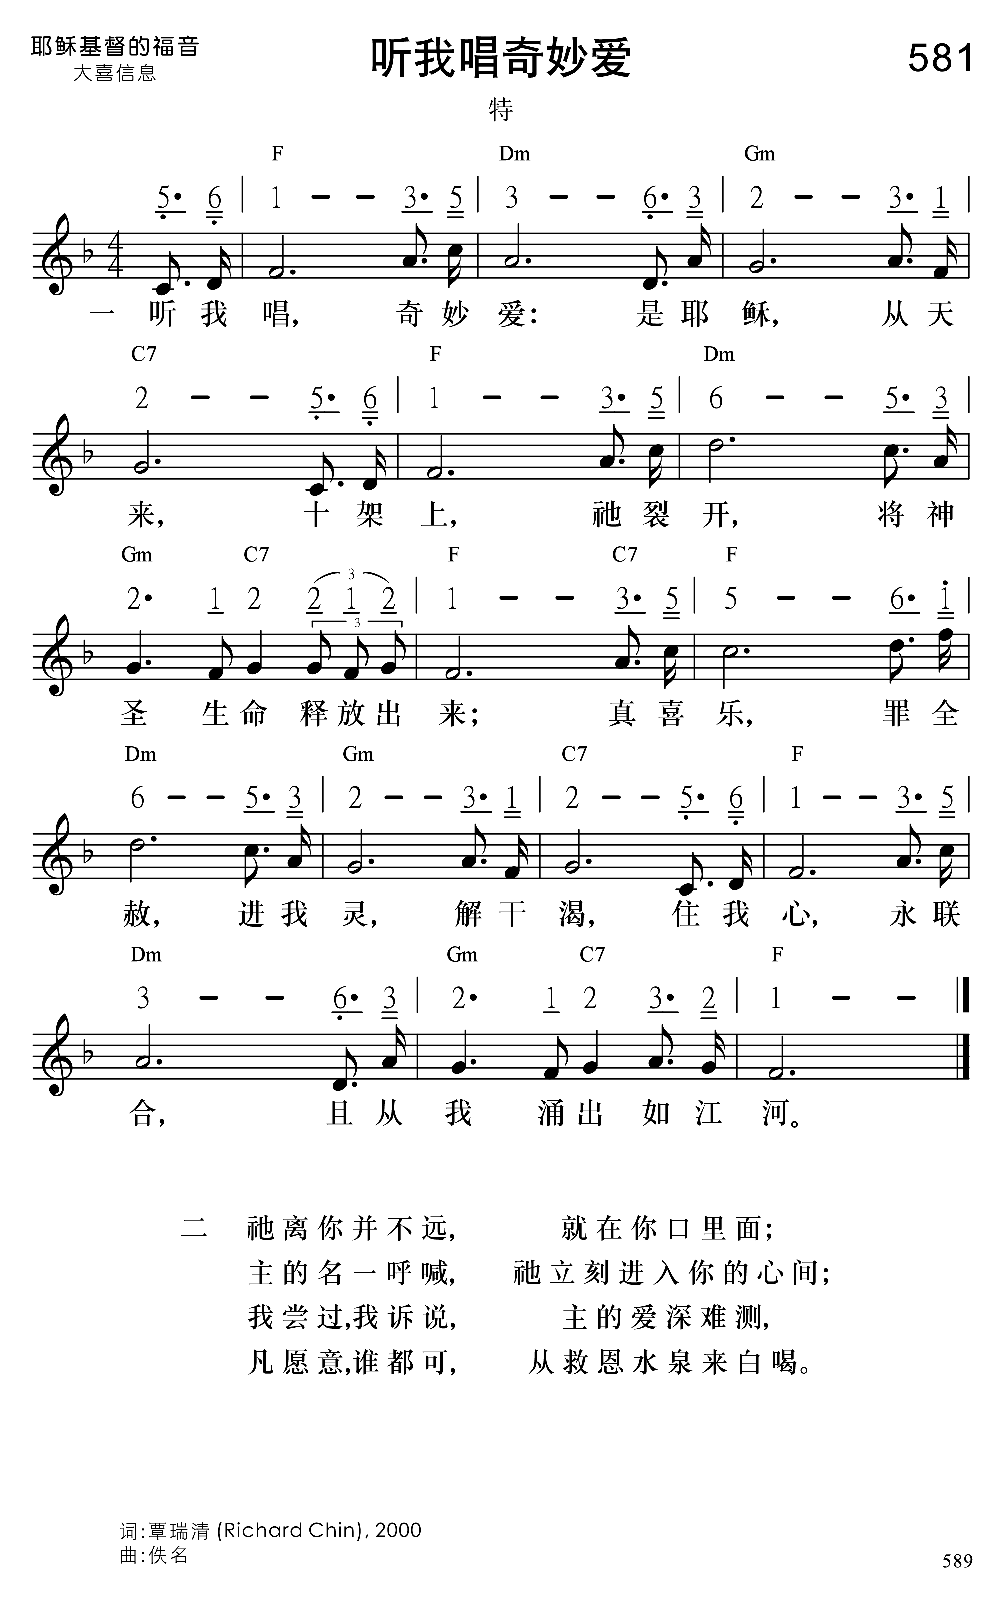 耶稣基督的福音
大喜信息
听我唱奇妙爱
581
特
F Dm Gm
5• 6 | 1 – – 3• 5 | 3 – – 6• 3 | 2 – – 3• 1 |
4
4
一 听 我 唱， 奇 妙 爱： 是 耶 稣， 从 天
C7 F Dm
2 – – 5• 6 | 1 – – 3• 5 | 6 – – 5• 3 |
来， 十 架 上， 祂 裂 开， 将 神
Gm C7 F C7 F
3
2• 1 2 2 1 2 | 1 – – 3• 5 | 5 – – 6• 1 |
3
圣 生 命 释 放 出 来； 真 喜 乐， 罪 全
Dm Gm C7 F
6 – – 5• 3 | 2 – – 3• 1 | 2 – – 5• 6 | 1 – – 3• 5 |
赦， 进 我 灵， 解 干 渴， 住 我 心， 永 联
Dm Gm C7 F
3 – – 6• 3 | 2• 1 2 3• 2 | 1 – – ‖
合， 且 从 我 涌 出 如 江 河。
二 祂离你并不远， 就在你口里面；
主的名一呼喊， 祂立刻进入你的心间；
我尝过,我诉说， 主的爱深难测，
凡愿意,谁都可， 从救恩水泉来白喝。
词:覃瑞清 (Richard Chin), 2000
曲:佚名
589